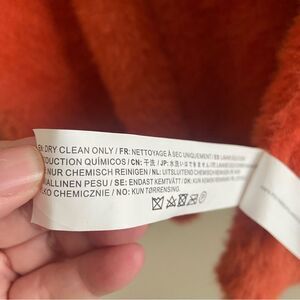 DRY CLEAN ONLY / FR: NETTOYAGE À SEC UNIQUEMENT /
DUCTION QUÍMICOS / CN: 干洗 / JP:
NUR CHEMISCH REINIGEN / NL: UITSLUITEND CHEMISCH REINIGEN /
ALLINEN PESU / SE: ENDAST KEMTVÄTT / DK:
KO CHEMICZNIE / NO: KUN TØRRENSING.